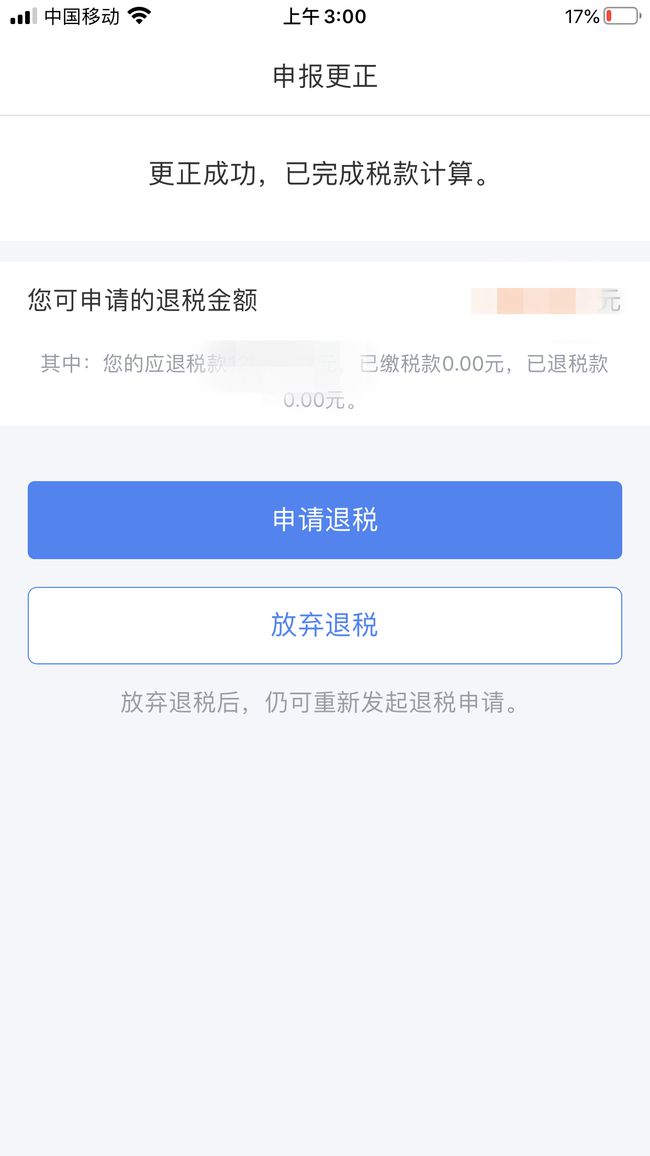 中国移动 上午3:00 17%
申报更正
更正成功，已完成税款计算。
您可申请的退税金额 元
其中：您的应退税款 元，已缴税款0.00元，已退税款
0.00元。
申请退税
放弃退税
放弃退税后，仍可重新发起退税申请。